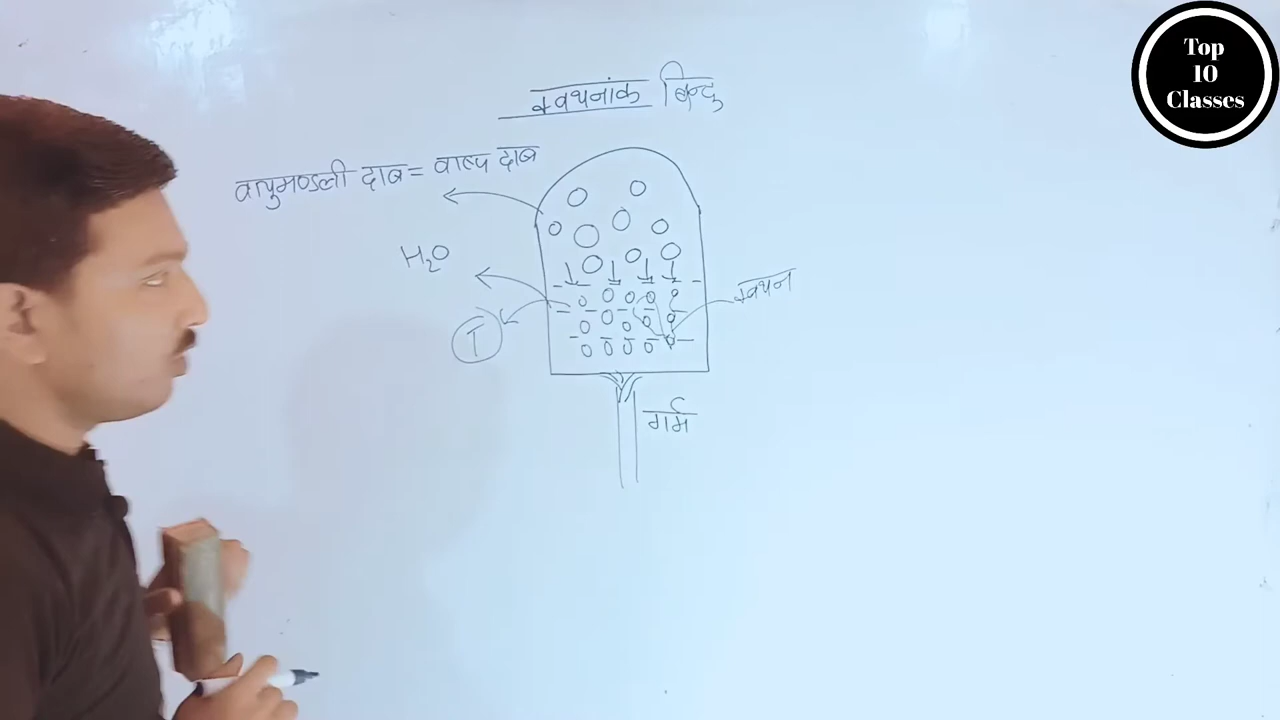 Top
10
Classes
क्वथनांक बिन्दु
वायुमण्डली दाब = वाष्प दाब
H₂O
T
क्वथन
गर्म